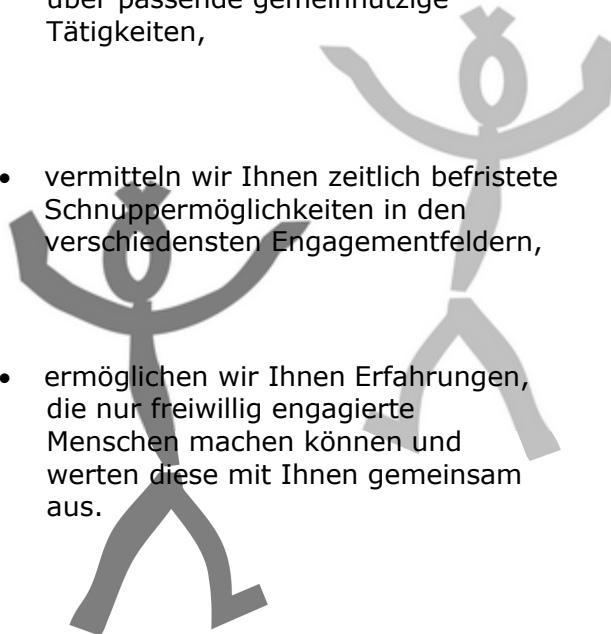 über passende gemeinnützige
Tätigkeiten,
• vermitteln wir Ihnen zeitlich befristete
Schnuppermöglichkeiten in den
verschiedensten Engagementfeldern,
• ermöglichen wir Ihnen Erfahrungen,
die nur freiwillig engagierte
Menschen machen können und
werten diese mit Ihnen gemeinsam
aus.